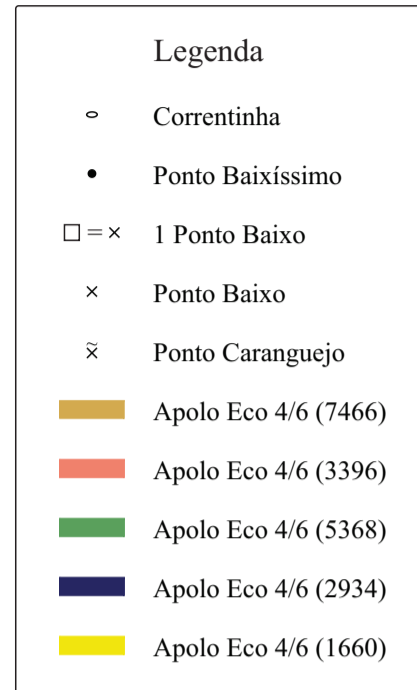 Legenda
Correntinha
Ponto Baixíssimo
□ = × 1 Ponto Baixo
× Ponto Baixo
x̃ Ponto Caranguejo
Apolo Eco 4/6 (7466)
Apolo Eco 4/6 (3396)
Apolo Eco 4/6 (5368)
Apolo Eco 4/6 (2934)
Apolo Eco 4/6 (1660)